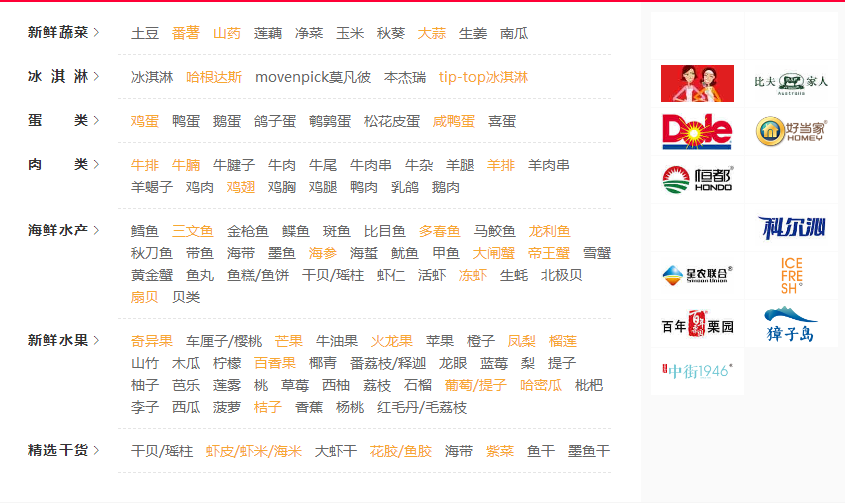 新鲜蔬菜 > 土豆 番薯 山药 莲藕 净菜 玉米 秋葵 大蒜 生姜 南瓜
冰淇淋 > 冰淇淋 哈根达斯 movenpick莫凡彼 本杰瑞 tip-top冰淇淋
蛋类 > 鸡蛋 鸭蛋 鹅蛋 鸽子蛋 鹌鹑蛋 松花皮蛋 咸鸭蛋 喜蛋
肉类 > 牛排 牛腩 牛腱子 牛肉 牛尾 牛肉串 牛杂 羊腿 羊排 羊肉串
羊蝎子 鸡肉 鸡翅 鸡胸 鸡腿 鸭肉 乳鸽 鹅肉
海鲜水产 > 鳕鱼 三文鱼 金枪鱼 鲽鱼 斑鱼 比目鱼 多春鱼 马鲛鱼 龙利鱼
秋刀鱼 带鱼 海带 墨鱼 海参 海蜇 鱿鱼 甲鱼 大闸蟹 帝王蟹 雪蟹
黄金蟹 鱼丸 鱼糕/鱼饼 干贝/瑶柱 虾仁 活虾 冻虾 生蚝 北极贝
扇贝 贝类
新鲜水果 > 奇异果 车厘子/樱桃 芒果 牛油果 火龙果 苹果 橙子 凤梨 榴莲
山竹 木瓜 柠檬 百香果 椰青 番荔枝/释迦 龙眼 蓝莓 梨 提子
柚子 芭乐 莲雾 桃 草莓 西柚 荔枝 石榴 葡萄/提子 哈密瓜 枇杷
李子 西瓜 菠萝 桔子 香蕉 杨桃 红毛丹/毛荔枝
精选干货 > 干贝/瑶柱 虾皮/虾米/海米 大虾干 花胶/鱼胶 海带 紫菜 鱼干 墨鱼干
比夫家人
Australia
Dole
好当家
HOMEY
恒都
HONDO
科尔沁
星农联合
Sinoon Union
ICE
FRE
SH
百年栗园
獐子岛
中街1946